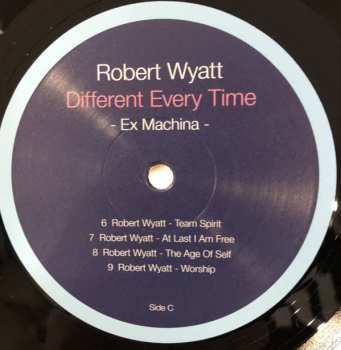 Robert Wyatt
Different Every Time
- Ex Machina -
6 Robert Wyatt - Team Spirit
7 Robert Wyatt - At Last I Am Free
8 Robert Wyatt - The Age Of Self
9 Robert Wyatt - Worship
Side C